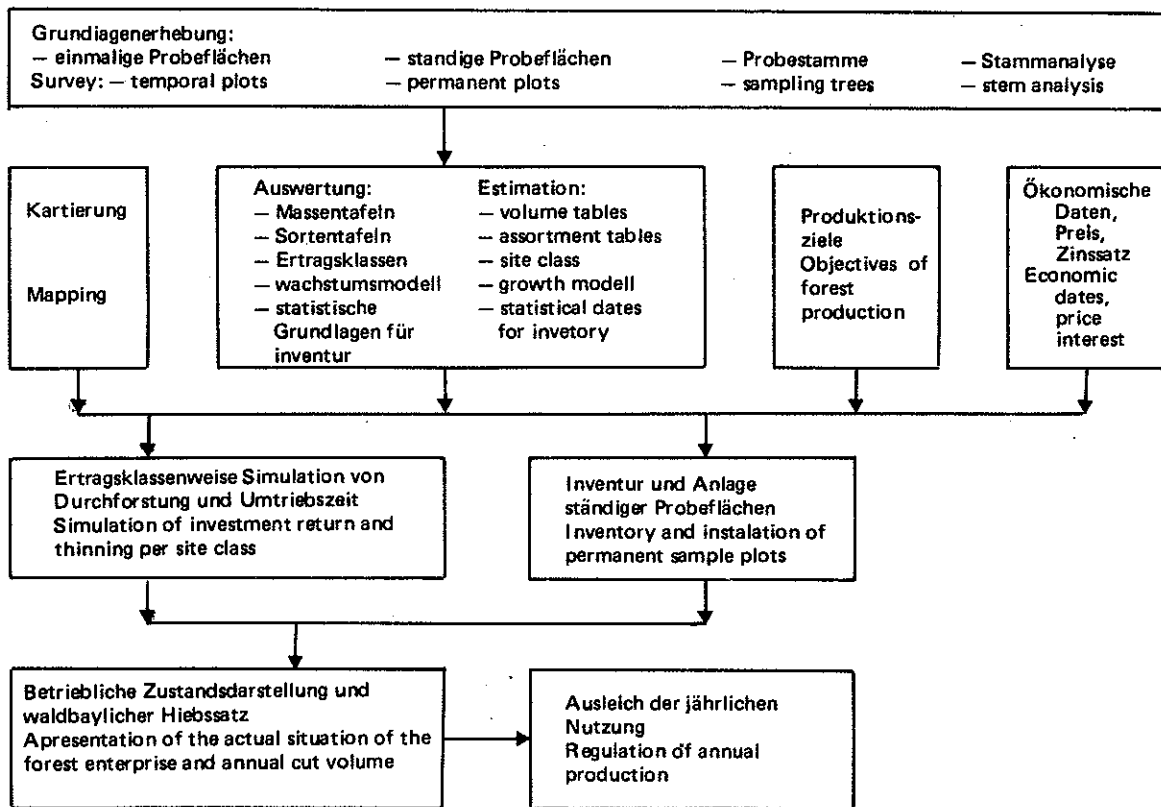 Grundiagenerhebung:
— einmalige Probeflächen — standige Probeflächen — Probestamme — Stammanalyse
Survey: — temporal plots — permanent plots — sampling trees — stem analysis
Kartierung
Mapping
Auswertung:
— Massentafeln
— Sortentafeln
— Ertragsklassen
— wachstumsmodell
— statistische
Grundlagen für
inventur
Estimation:
— volume tables
— assortment tables
— site class
— growth modell
— statistical dates
for invetory
Produktions-
ziele
Objectives of
forest
production
Ökonomische
Daten,
Preis,
Zinssatz
Economic
dates,
price
interest
Ertragsklassenweise Simulation von
Durchforstung und Umtriebszeit
Simulation of investment return and
thinning per site class
Inventur und Anlage
ständiger Probeflächen
Inventory and instalation of
permanent sample plots
Betriebliche Zustandsdarstellung und
waldbaylicher Hiebssatz
Apresentation of the actual situation of the
forest enterprise and annual cut volume
Ausleich der jährlichen
Nutzung
Regulation of annual
production